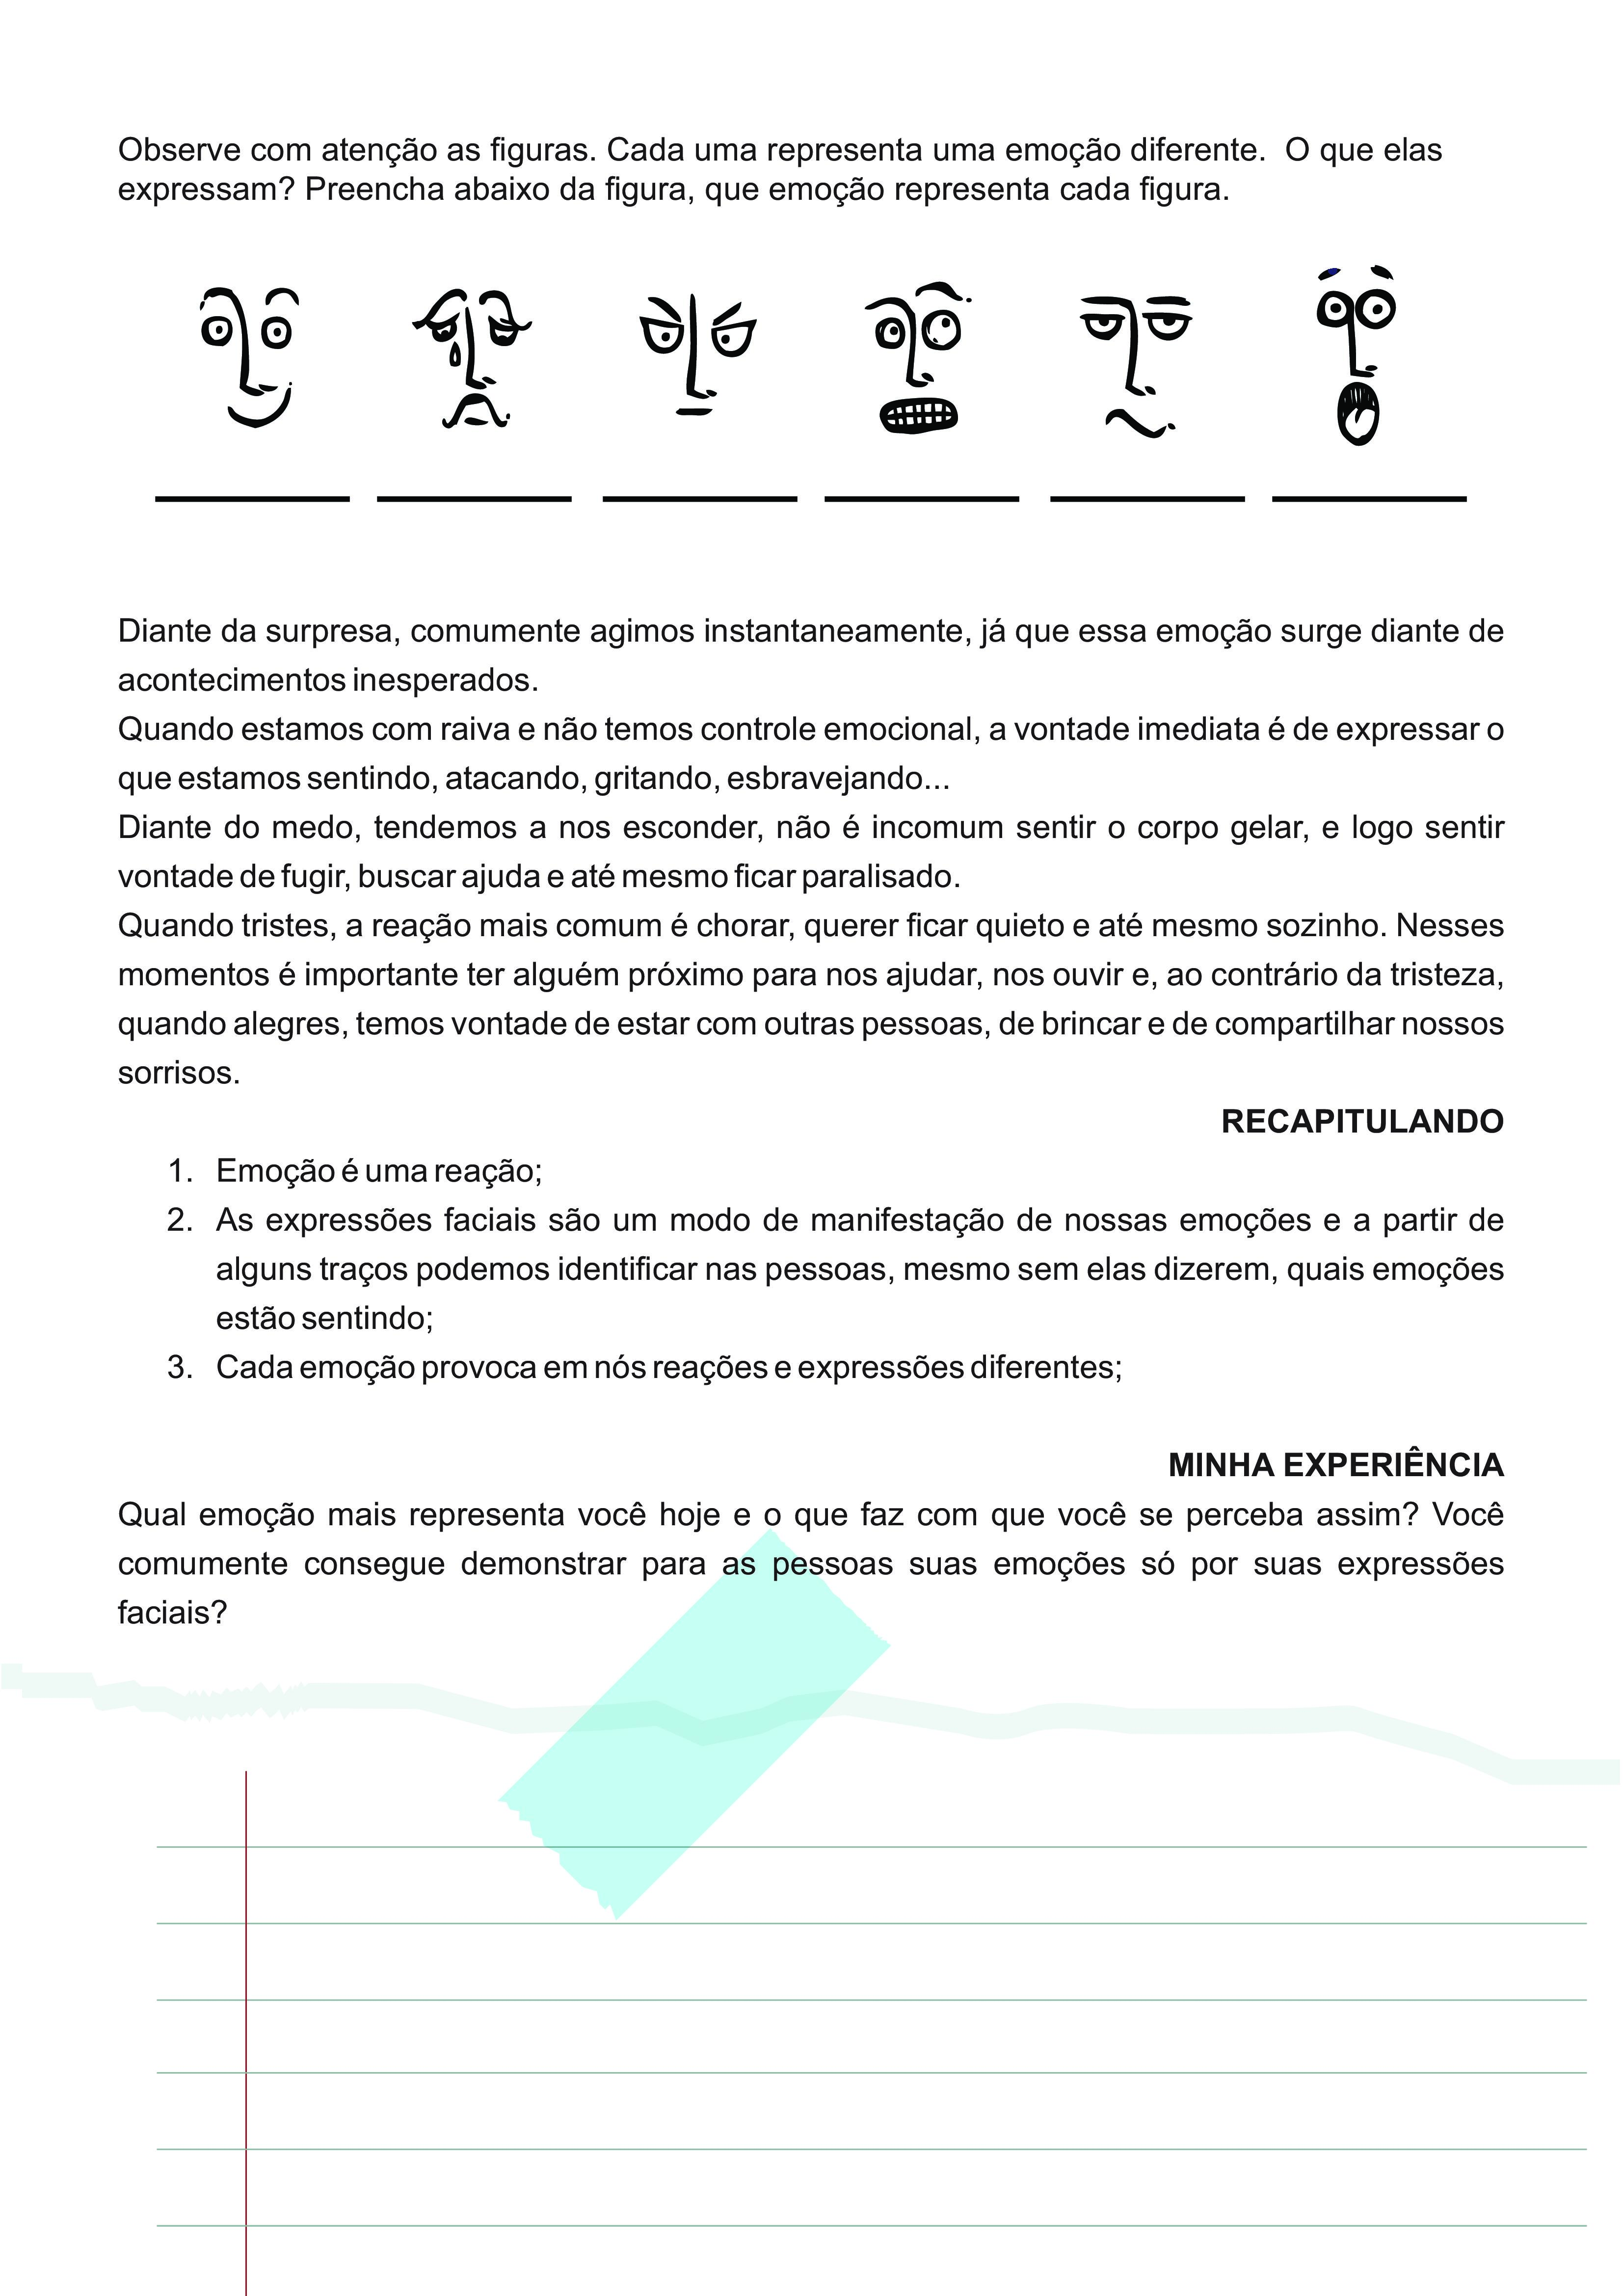 Observe com atenção as figuras. Cada uma representa uma emoção diferente.  O que elas
expressam? Preencha abaixo da figura, que emoção representa cada figura.
Diante da surpresa, comumente agimos instantaneamente, já que essa emoção surge diante de
acontecimentos inesperados.
Quando estamos com raiva e não temos controle emocional, a vontade imediata é de expressar o
que estamos sentindo, atacando, gritando, esbravejando...
Diante do medo, tendemos a nos esconder, não é incomum sentir o corpo gelar, e logo sentir
vontade de fugir, buscar ajuda e até mesmo ficar paralisado.
Quando tristes, a reação mais comum é chorar, querer ficar quieto e até mesmo sozinho. Nesses
momentos é importante ter alguém próximo para nos ajudar, nos ouvir e, ao contrário da tristeza,
quando alegres, temos vontade de estar com outras pessoas, de brincar e de compartilhar nossos
sorrisos.
RECAPITULANDO
1. Emoção é uma reação;
2. As expressões faciais são um modo de manifestação de nossas emoções e a partir de
alguns traços podemos identificar nas pessoas, mesmo sem elas dizerem, quais emoções
estão sentindo;
3. Cada emoção provoca em nós reações e expressões diferentes;
MINHA EXPERIÊNCIA
Qual emoção mais representa você hoje e o que faz com que você se perceba assim? Você
comumente consegue demonstrar para as pessoas suas emoções só por suas expressões
faciais?